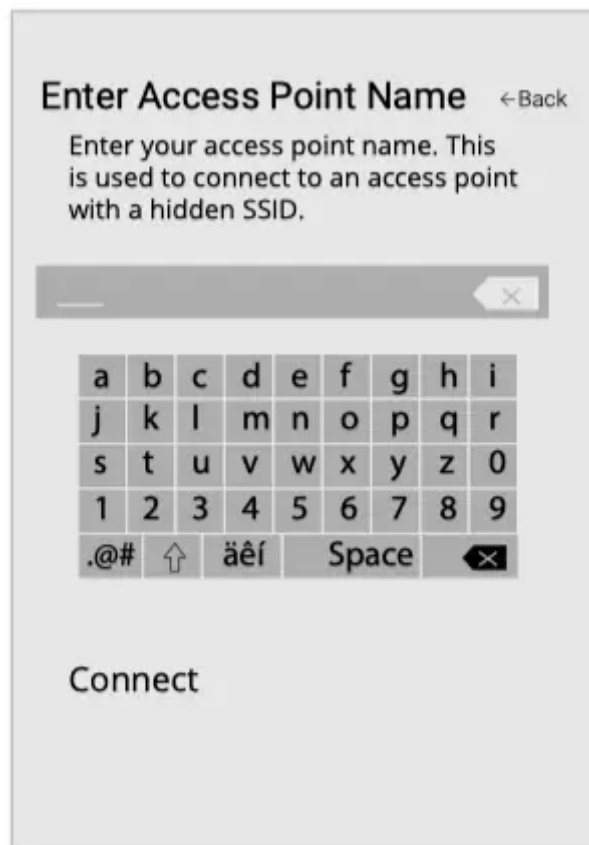 Enter Access Point Name ←Back
Enter your access point name. This
is used to connect to an access point
with a hidden SSID.
a b c d e f g h i
j k l m n o p q r
s t u v w x y z 0
1 2 3 4 5 6 7 8 9
.@# äêí Space
Connect